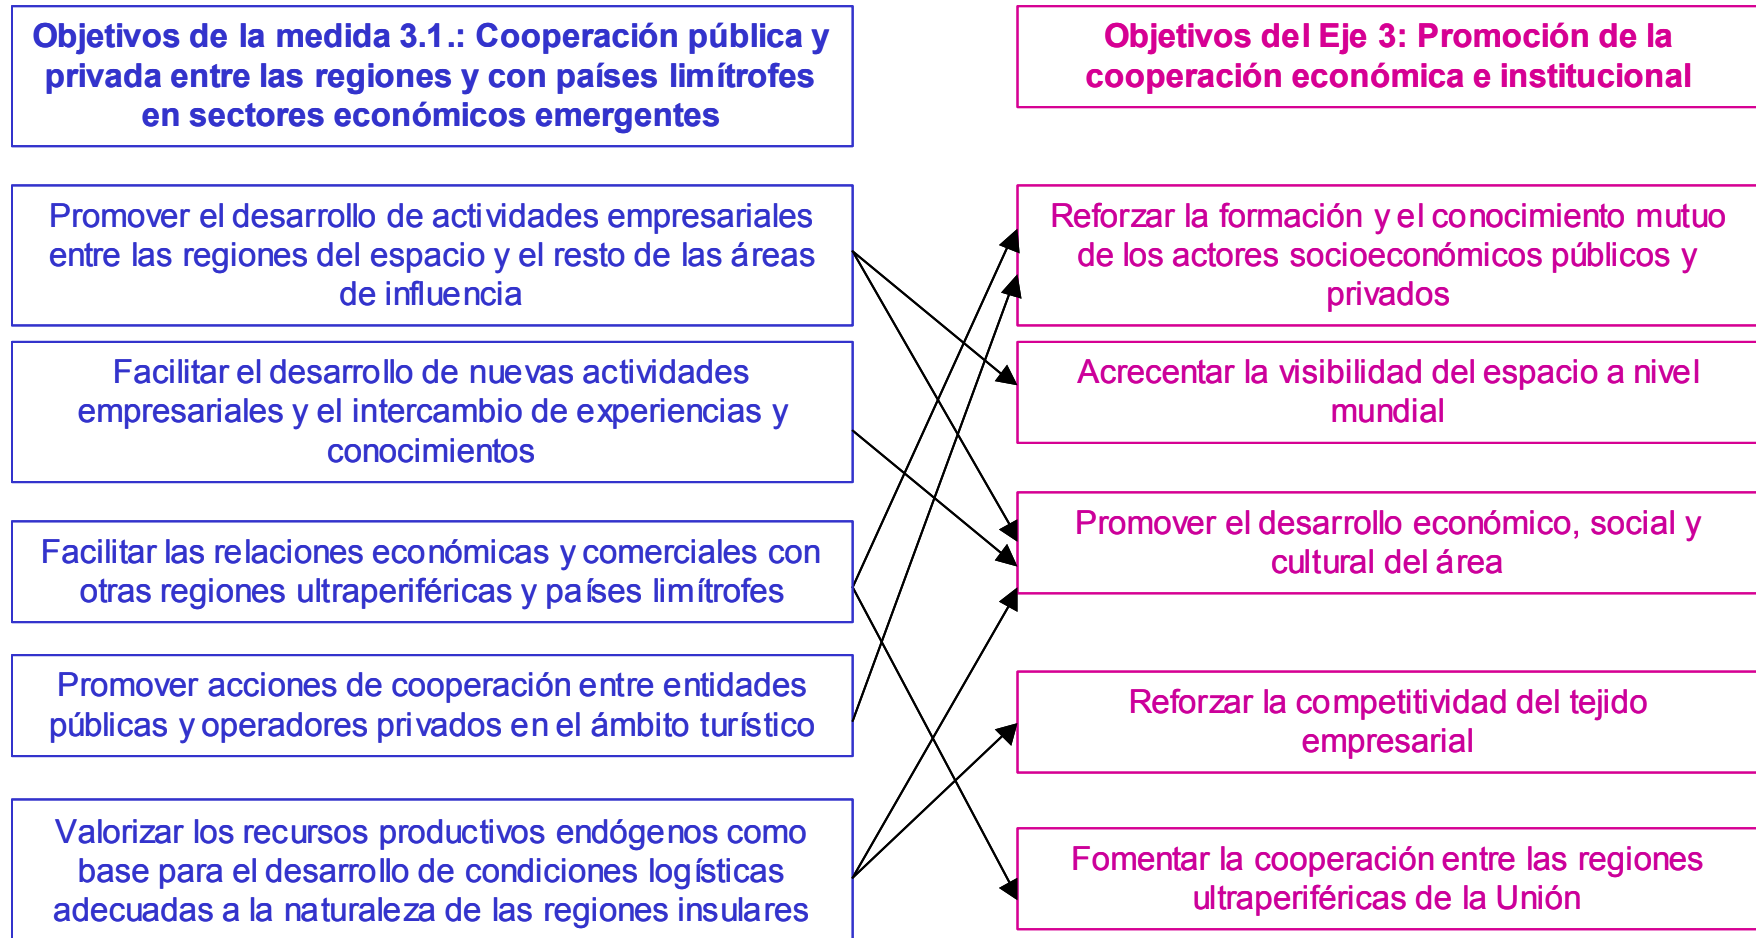 Objetivos de la medida 3.1.: Cooperación pública y
privada entre las regiones y con países limítrofes
en sectores económicos emergentes
Promover el desarrollo de actividades empresariales
entre las regiones del espacio y el resto de las áreas
de influencia
Facilitar el desarrollo de nuevas actividades
empresariales y el intercambio de experiencias y
conocimientos
Facilitar las relaciones económicas y comerciales con
otras regiones ultraperiféricas y países limítrofes
Promover acciones de cooperación entre entidades
públicas y operadores privados en el ámbito turístico
Valorizar los recursos productivos endógenos como
base para el desarrollo de condiciones logísticas
adecuadas a la naturaleza de las regiones insulares
Objetivos del Eje 3: Promoción de la
cooperación económica e institucional
Reforzar la formación y el conocimiento mutuo
de los actores socioeconómicos públicos y
privados
Acrecentar la visibilidad del espacio a nivel
mundial
Promover el desarrollo económico, social y
cultural del área
Reforzar la competitividad del tejido
empresarial
Fomentar la cooperación entre las regiones
ultraperiféricas de la Unión